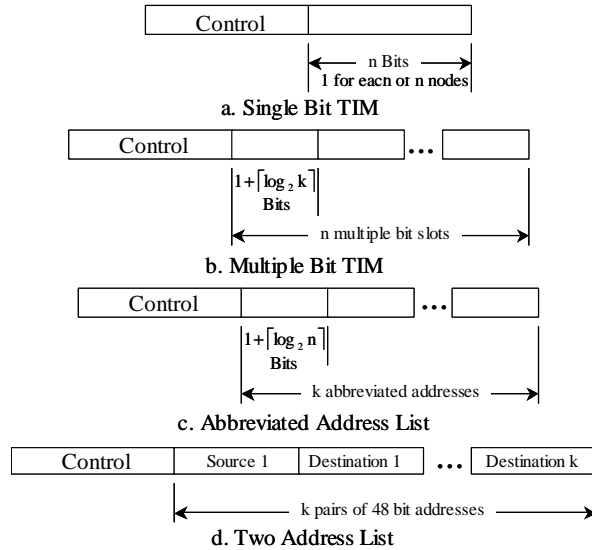 Control
n Bits
1 for each of n nodes
a. Single Bit TIM
Control
...
1+⌈log₂ k⌉
Bits
n multiple bit slots
b. Multiple Bit TIM
Control
...
1+⌈log₂ n⌉
Bits
k abbreviated addresses
c. Abbreviated Address List
Control Source 1 Destination 1 ... Destination k
k pairs of 48 bit addresses
d. Two Address List